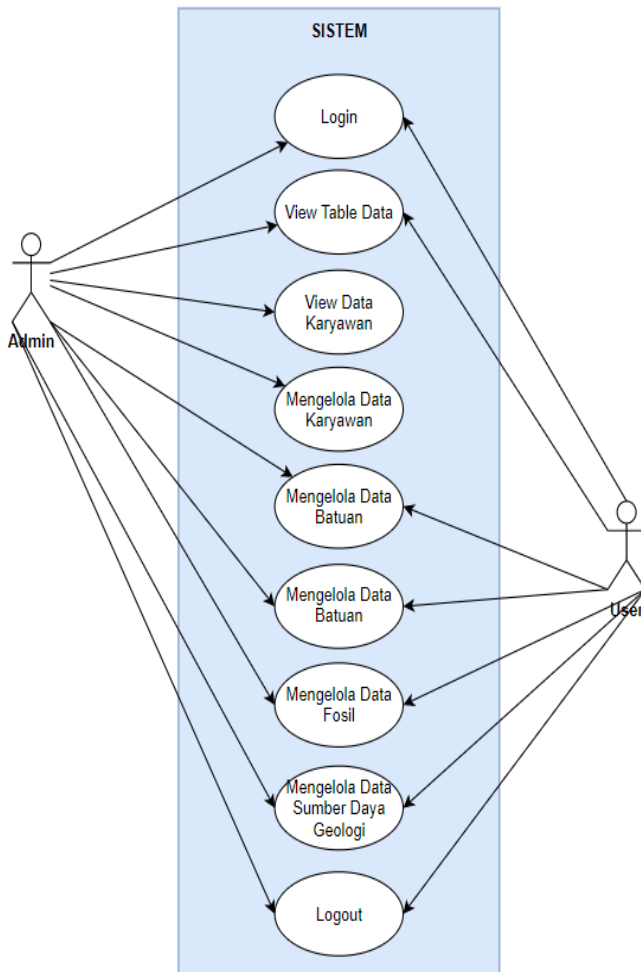 SISTEM
Login
View Table Data
View Data
Karyawan
Admin
Mengelola Data
Karyawan
Mengelola Data
Batuan
Mengelola Data
Batuan
User
Mengelola Data
Fosil
Mengelola Data
Sumber Daya
Geologi
Logout